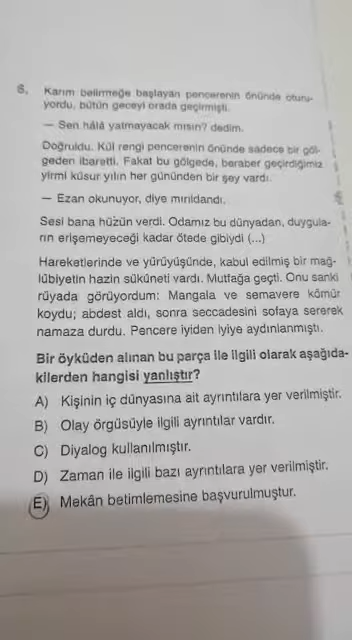 8. Karım belirmeğe başlayan pencerenin önünde oturu-
yordu, bütün geceyi orada geçirmişti.
— Sen hâlâ yatmayacak mısın? dedim.
Doğruldu. Kül rengi pencerenin önünde sadece bir göl-
geden ibaretti. Fakat bu gölgede, beraber geçirdiğimiz
yirmi küsur yılın her gününden bir şey vardı.
— Ezan okunuyor, diye mırıldandı.
Sesi bana hüzün verdi. Odamız bu dünyadan, duygula-
rın erişemeyeceği kadar ötede gibiydi (...)
Hareketlerinde ve yürüyüşünde, kabul edilmiş bir mağ-
lûbiyetin hazin sükûneti vardı. Mutfağa geçti. Onu sanki
rüyada görüyordum: Mangala ve semavere kömür
koydu; abdest aldı, sonra seccadesini sofaya sererek
namaza durdu. Pencere iyiden iyiye aydınlanmıştı.
Bir öyküden alınan bu parça ile ilgili olarak aşağıda-
kilerden hangisi yanlıştır?
A) Kişinin iç dünyasına ait ayrıntılara yer verilmiştir.
B) Olay örgüsüyle ilgili ayrıntılar vardır.
C) Diyalog kullanılmıştır.
D) Zaman ile ilgili bazı ayrıntılara yer verilmiştir.
E) Mekân betimlemesine başvurulmuştur.